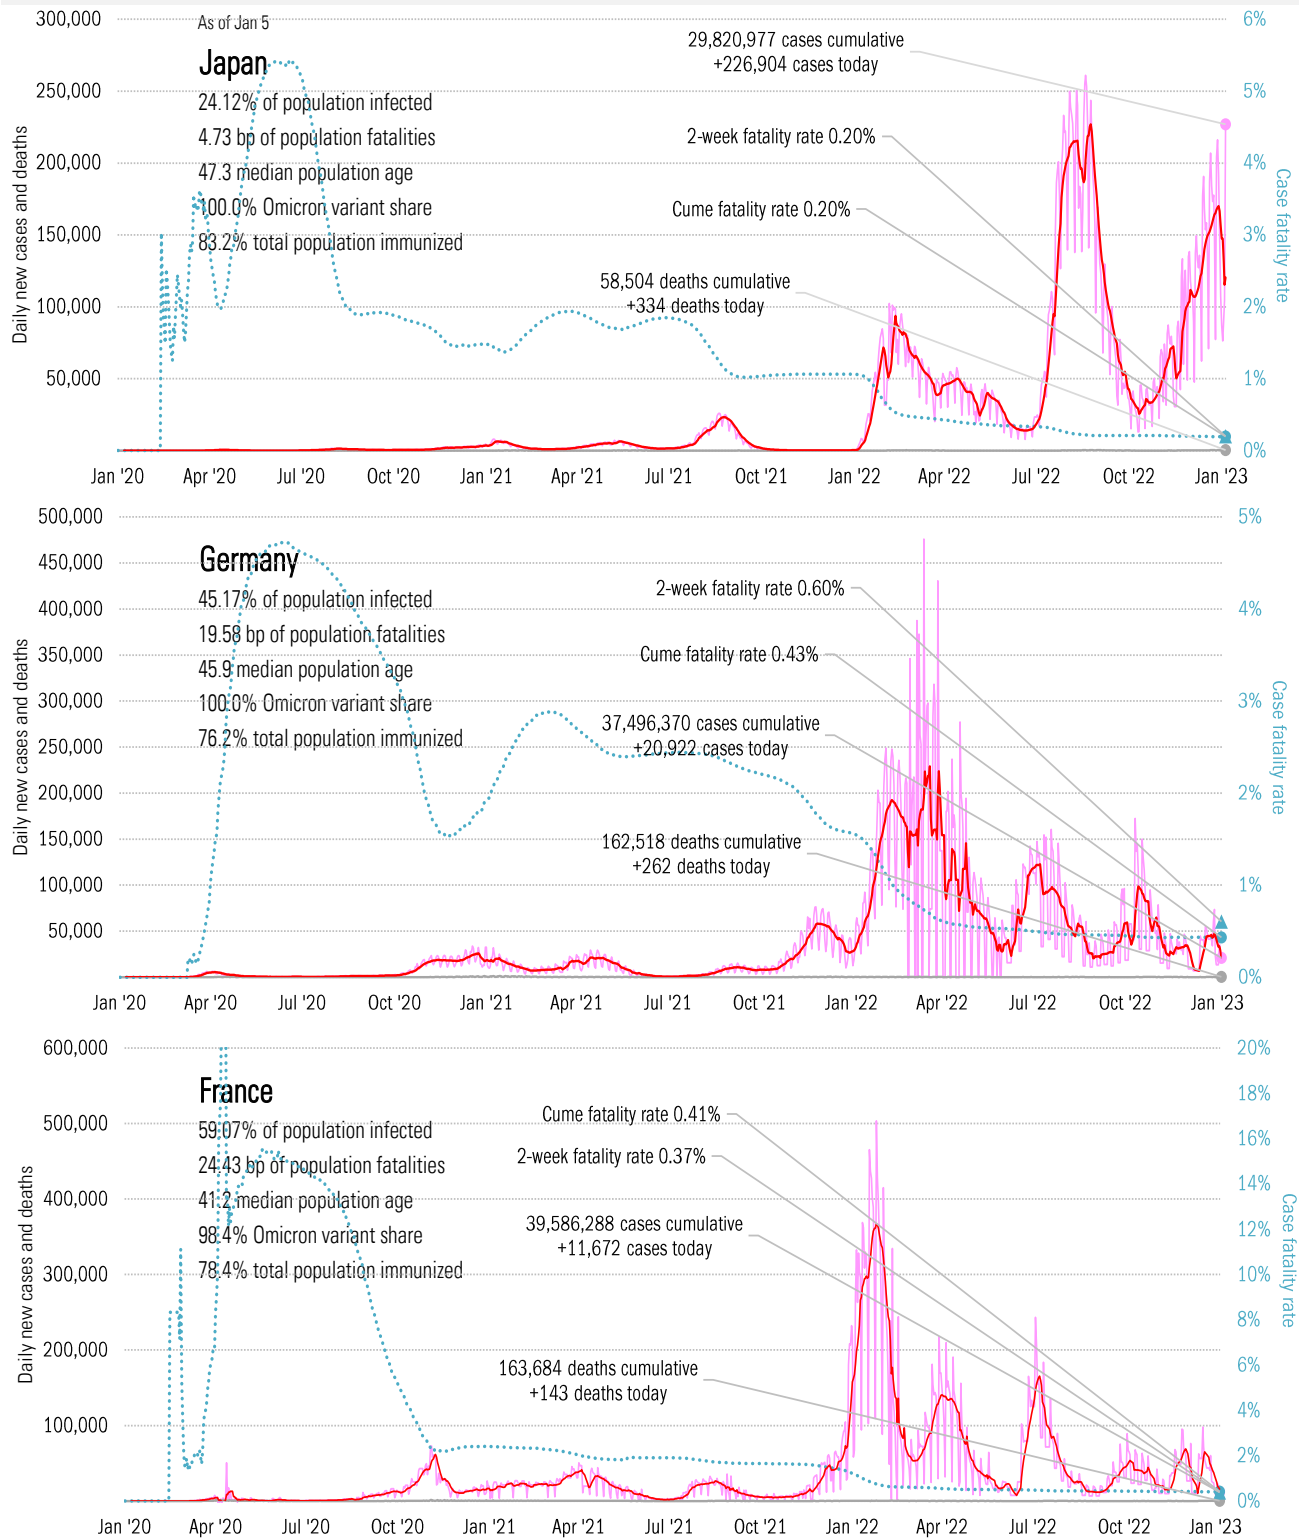 As of Jan 5
Japan
24.12% of population infected
4.73 bp of population fatalities
47.3 median population age
100.0% Omicron variant share
83.2% total population immunized
29,820,977 cases cumulative
+226,904 cases today
2-week fatality rate 0.20%
Cume fatality rate 0.20%
58,504 deaths cumulative
+334 deaths today
Daily new cases and deaths
300,000
250,000
200,000
150,000
100,000
50,000
6%
5%
4%
3%
2%
1%
0%
Case fatality rate
Jan '20 Apr '20 Jul '20 Oct '20 Jan '21 Apr '21 Jul '21 Oct '21 Jan '22 Apr '22 Jul '22 Oct '22 Jan '23
Germany
45.17% of population infected
19.58 bp of population fatalities
45.9 median population age
100.0% Omicron variant share
76.2% total population immunized
2-week fatality rate 0.60%
Cume fatality rate 0.43%
37,496,370 cases cumulative
+20,922 cases today
162,518 deaths cumulative
+262 deaths today
Daily new cases and deaths
500,000
450,000
400,000
350,000
300,000
250,000
200,000
150,000
100,000
50,000
5%
4%
3%
2%
1%
0%
Case fatality rate
Jan '20 Apr '20 Jul '20 Oct '20 Jan '21 Apr '21 Jul '21 Oct '21 Jan '22 Apr '22 Jul '22 Oct '22 Jan '23
France
59.07% of population infected
24.43 bp of population fatalities
41.2 median population age
98.4% Omicron variant share
78.4% total population immunized
Cume fatality rate 0.41%
2-week fatality rate 0.37%
39,586,288 cases cumulative
+11,672 cases today
163,684 deaths cumulative
+143 deaths today
Daily new cases and deaths
600,000
500,000
400,000
300,000
200,000
100,000
20%
18%
16%
14%
12%
10%
8%
6%
4%
2%
0%
Case fatality rate
Jan '20 Apr '20 Jul '20 Oct '20 Jan '21 Apr '21 Jul '21 Oct '21 Jan '22 Apr '22 Jul '22 Oct '22 Jan '23